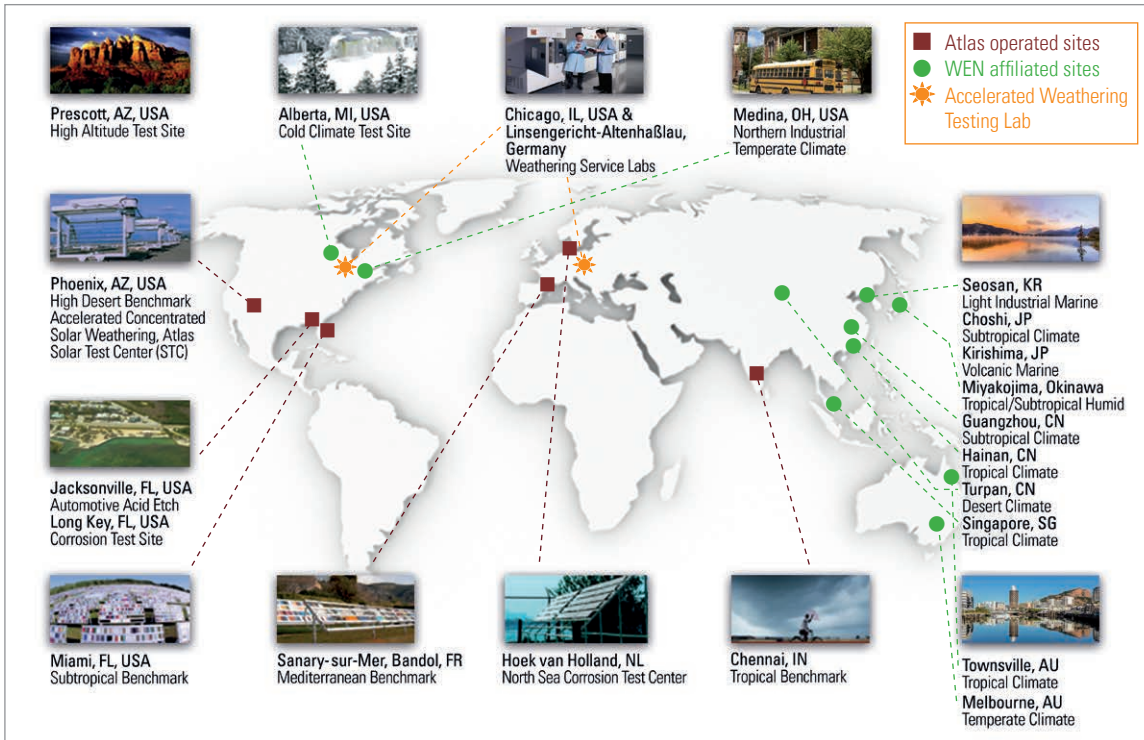 Atlas operated sites
WEN affiliated sites
Accelerated Weathering
Testing Lab
Prescott, AZ, USA
High Altitude Test Site
Alberta, MI, USA
Cold Climate Test Site
Chicago, IL, USA &
Linsengericht-Altenhaßlau,
Germany
Weathering Service Labs
Medina, OH, USA
Northern Industrial
Temperate Climate
Phoenix, AZ, USA
High Desert Benchmark
Accelerated Concentrated
Solar Weathering, Atlas
Solar Test Center (STC)
Seosan, KR
Light Industrial Marine
Choshi, JP
Subtropical Climate
Kirishima, JP
Volcanic Marine
Miyakojima, Okinawa
Tropical/Subtropical Humid
Guangzhou, CN
Subtropical Climate
Hainan, CN
Tropical Climate
Turpan, CN
Desert Climate
Singapore, SG
Tropical Climate
Jacksonville, FL, USA
Automotive Acid Etch
Long Key, FL, USA
Corrosion Test Site
Miami, FL, USA
Subtropical Benchmark
Sanary-sur-Mer, Bandol, FR
Mediterranean Benchmark
Hoek van Holland, NL
North Sea Corrosion Test Center
Chennai, IN
Tropical Benchmark
Townsville, AU
Tropical Climate
Melbourne, AU
Temperate Climate